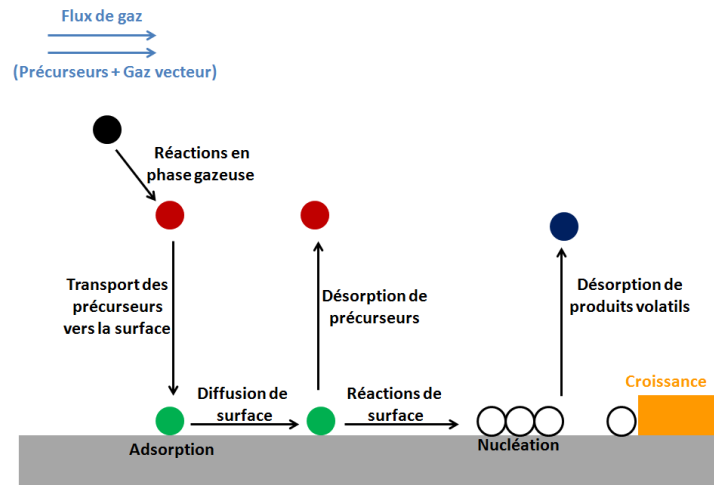 Flux de gaz
(Précurseurs + Gaz vecteur)
Réactions en
phase gazeuse
Transport des
précurseurs
vers la surface
Désorption de
précurseurs
Désorption de
produits volatils
Diffusion de
surface
Réactions de
surface
Croissance
Adsorption
Nucléation